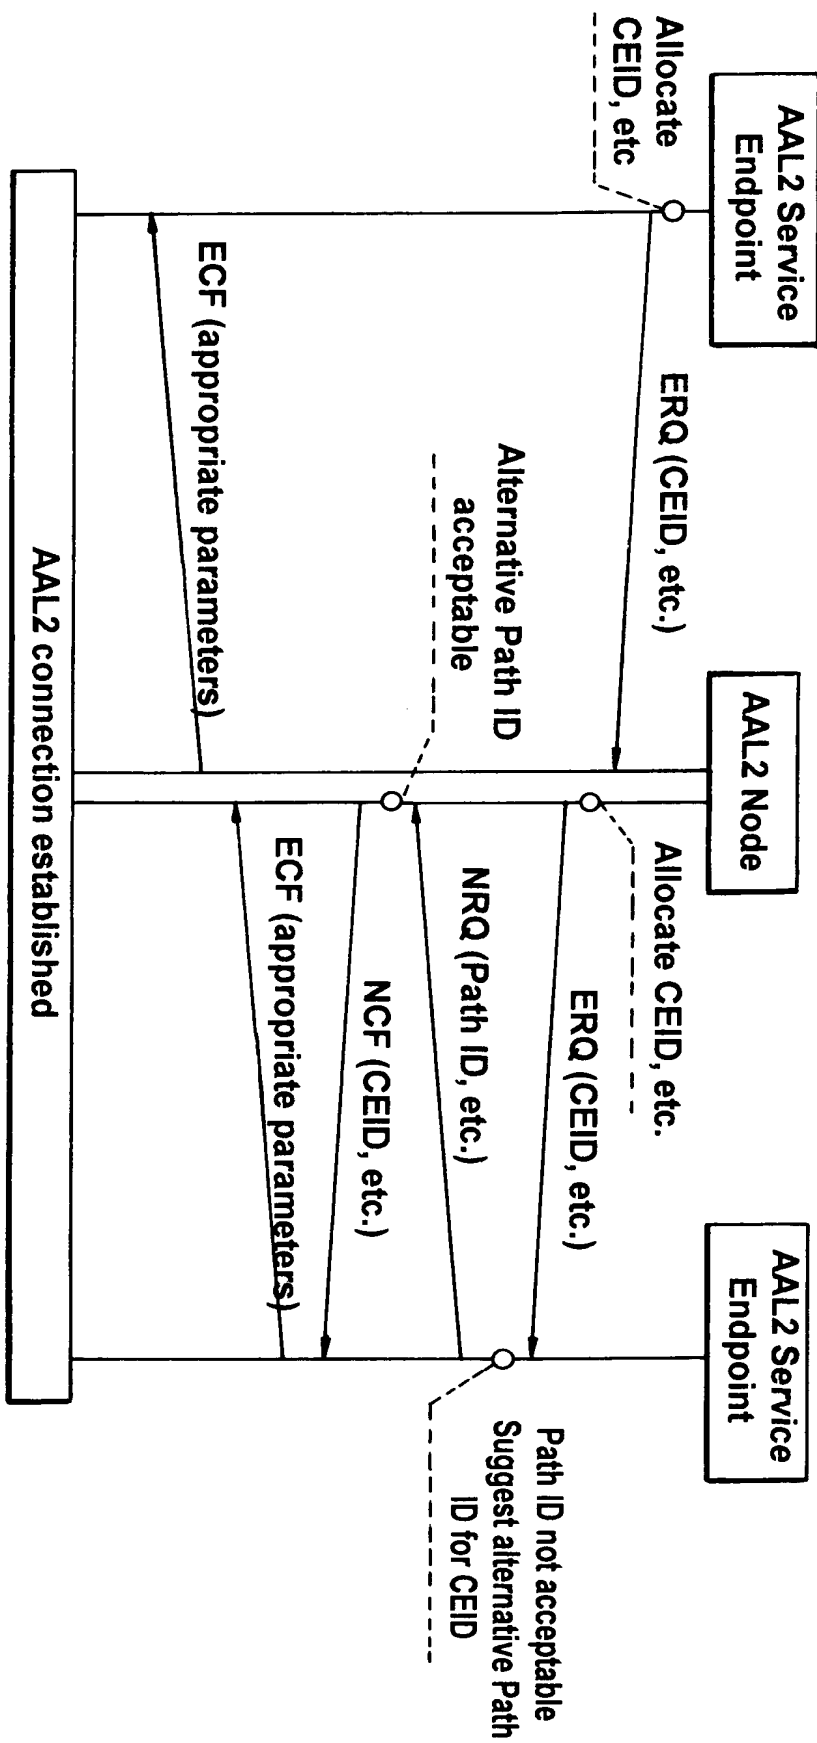 AAL2 Service
Endpoint
AAL2 Node
AAL2 Service
Endpoint
Allocate
CEID, etc
ERQ (CEID, etc.)
Allocate CEID, etc.
ERQ (CEID, etc.)
Path ID not acceptable
Suggest alternative Path
ID for CEID
Alternative Path ID
acceptable
NRQ (Path ID, etc.)
NCF (CEID, etc.)
ECF (appropriate parameters)
ECF (appropriate parameters)
AAL2 connection established